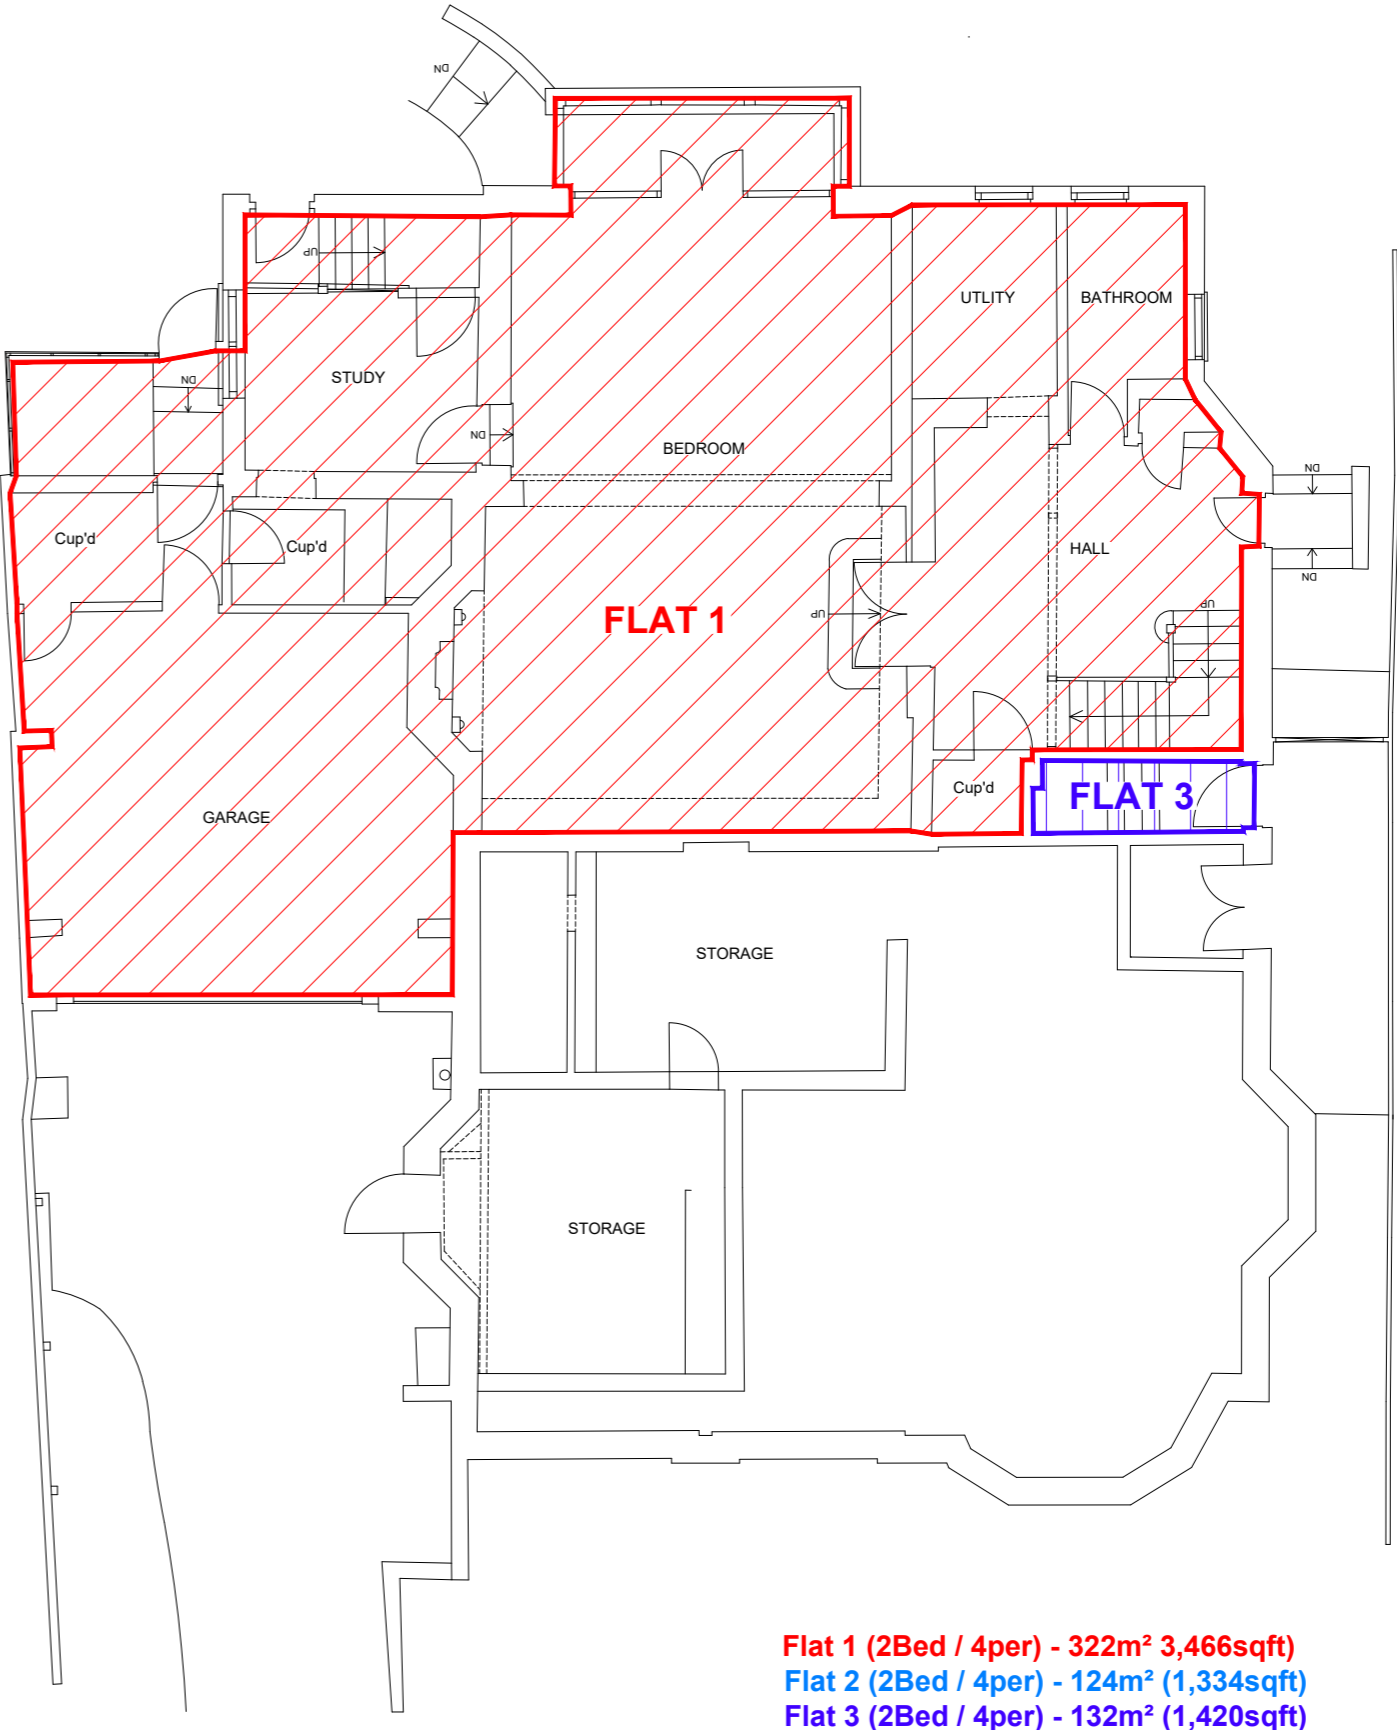 DN
UP
UTLITY
BATHROOM
STUDY
DN
DN
BEDROOM
DN
Cup'd
Cup'd
HALL
DN
UP
FLAT 1
UP
Cup'd
FLAT 3
GARAGE
STORAGE
STORAGE
Flat 1 (2Bed / 4per) - 322m² 3,466sqft)
Flat 2 (2Bed / 4per) - 124m² (1,334sqft)
Flat 3 (2Bed / 4per) - 132m² (1,420sqft)